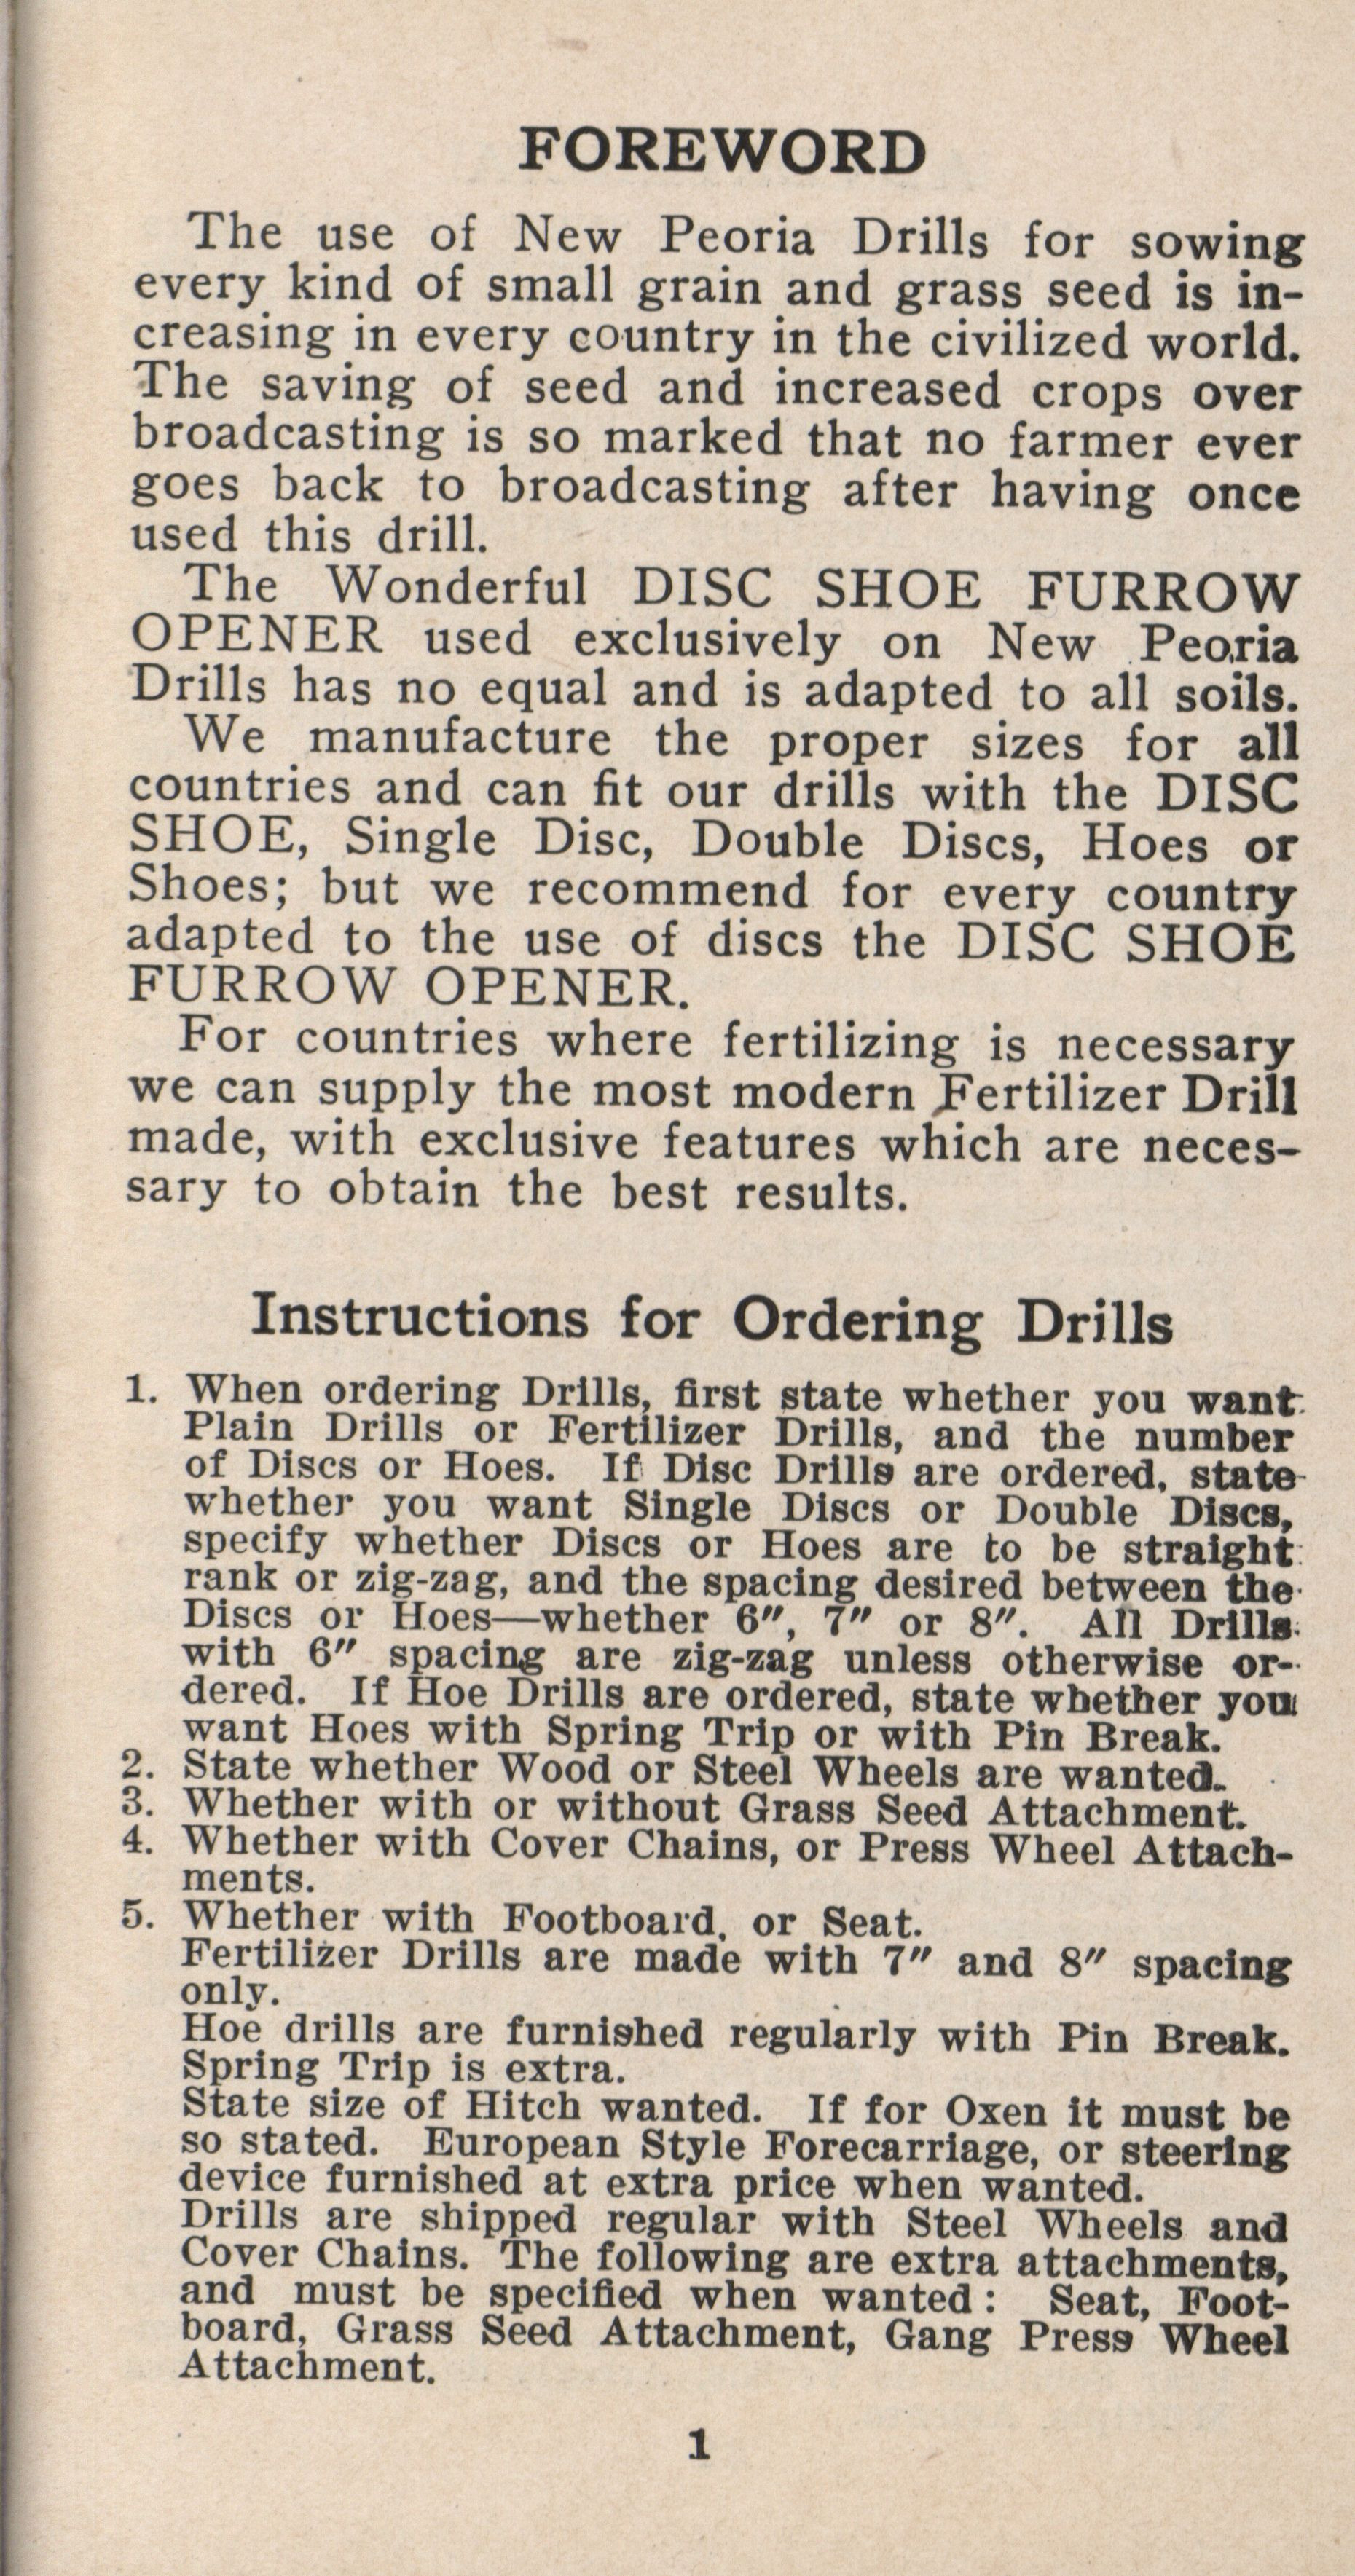 FOREWORD
The use of New Peoria Drills for sowing
every kind of small grain and grass seed is in-
creasing in every country in the civilized world.
The saving of seed and increased crops over
broadcasting is so marked that no farmer ever
goes back to broadcasting after having once
used this drill.
The Wonderful DISC SHOE FURROW
OPENER used exclusively on New Peoria
Drills has no equal and is adapted to all soils.
We manufacture the proper sizes for all
countries and can fit our drills with the DISC
SHOE, Single Disc, Double Discs, Hoes or
Shoes; but we recommend for every country
adapted to the use of discs the DISC SHOE
FURROW OPENER.
For countries where fertilizing is necessary
we can supply the most modern Fertilizer Drill
made, with exclusive features which are neces-
sary to obtain the best results.
Instructions for Ordering Drills
1. When ordering Drills, first state whether you want
Plain Drills or Fertilizer Drills, and the number
of Discs or Hoes. If Disc Drills are ordered, state
whether you want Single Discs or Double Discs,
specify whether Discs or Hoes are to be straight
rank or zig-zag, and the spacing desired between the
Discs or Hoes—whether 6″, 7″ or 8″. All Drills
with 6″ spacing are zig-zag unless otherwise or-
dered. If Hoe Drills are ordered, state whether you
want Hoes with Spring Trip or with Pin Break.
2. State whether Wood or Steel Wheels are wanted.
3. Whether with or without Grass Seed Attachment.
4. Whether with Cover Chains, or Press Wheel Attach-
ments.
5. Whether with Footboard, or Seat.
Fertilizer Drills are made with 7″ and 8″ spacing
only.
Hoe drills are furnished regularly with Pin Break.
Spring Trip is extra.
State size of Hitch wanted. If for Oxen it must be
so stated. European Style Forecarriage, or steering
device furnished at extra price when wanted.
Drills are shipped regular with Steel Wheels and
Cover Chains. The following are extra attachments,
and must be specified when wanted: Seat, Foot-
board, Grass Seed Attachment, Gang Press Wheel
Attachment.
1